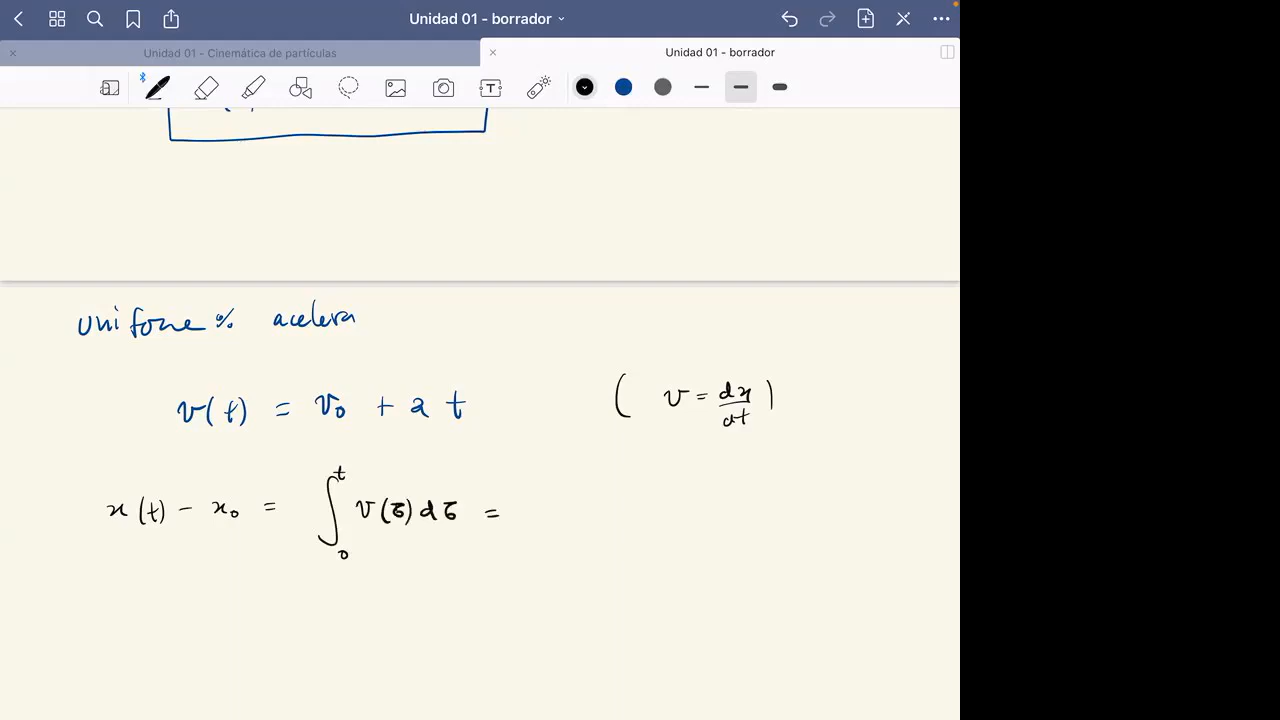 Unidad 01 - borrador
Unidad 01 - Cinemática de partículas
Unidad 01 - borrador
uniforme % acelera
v(t) = v₀ + a t
( v = dx/dt )
x(t) - x₀ = ∫₀ᵗ v(τ) dτ =